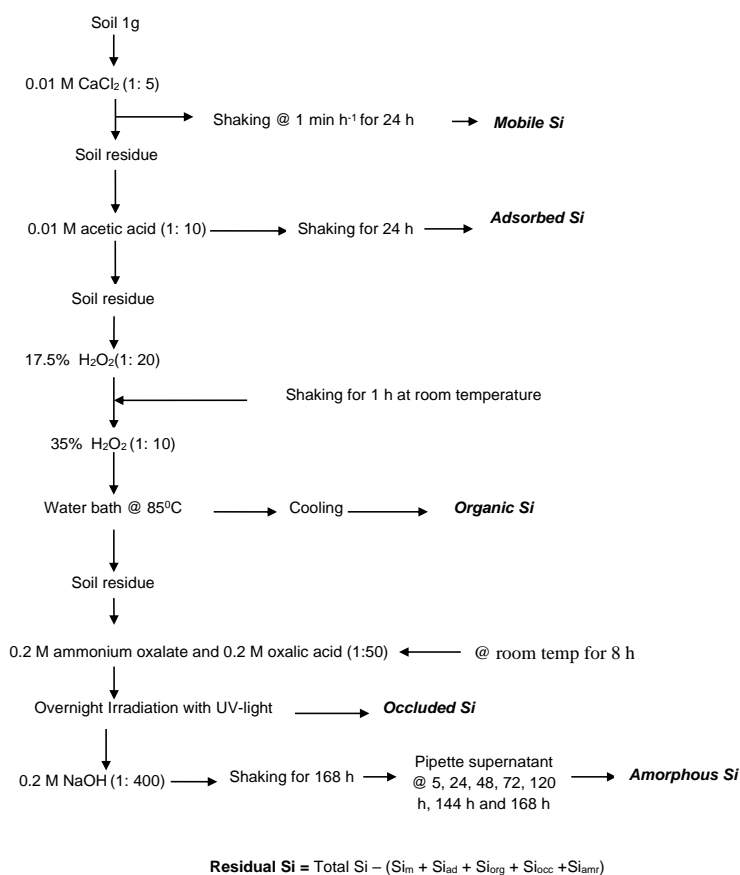 Soil 1g
0.01 M CaCl₂ (1: 5)
Shaking @ 1 min h⁻¹ for 24 h
Mobile Si
Soil residue
0.01 M acetic acid (1: 10)
Shaking for 24 h
Adsorbed Si
Soil residue
17.5% H₂O₂(1: 20)
Shaking for 1 h at room temperature
35% H₂O₂ (1: 10)
Water bath @ 85⁰C
Cooling
Organic Si
Soil residue
0.2 M ammonium oxalate and 0.2 M oxalic acid (1:50)
@ room temp for 8 h
Overnight Irradiation with UV-light
Occluded Si
0.2 M NaOH (1: 400)
Shaking for 168 h
Pipette supernatant
@ 5, 24, 48, 72, 120
h, 144 h and 168 h
Amorphous Si
Residual Si = Total Si – (Siₘ + Si_ad + Si_org + Si_occ +Si_amr)